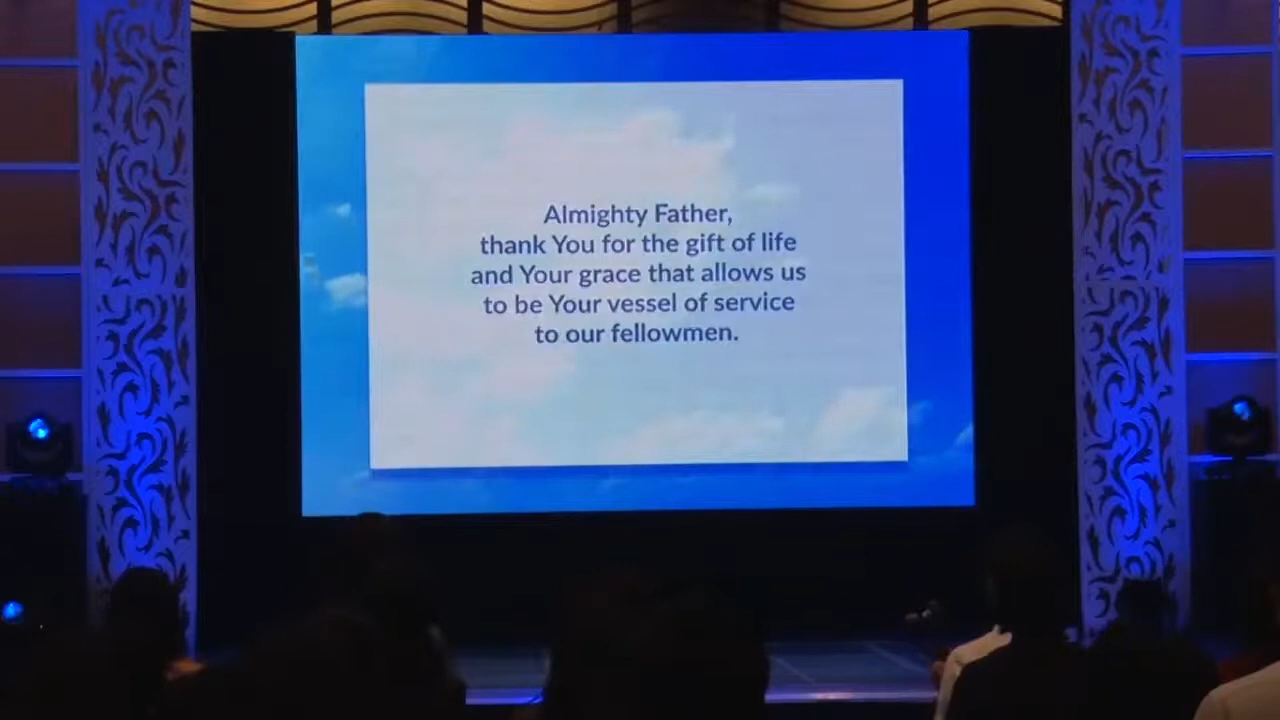 Almighty Father,
thank You for the gift of life
and Your grace that allows us
to be Your vessel of service
to our fellowmen.